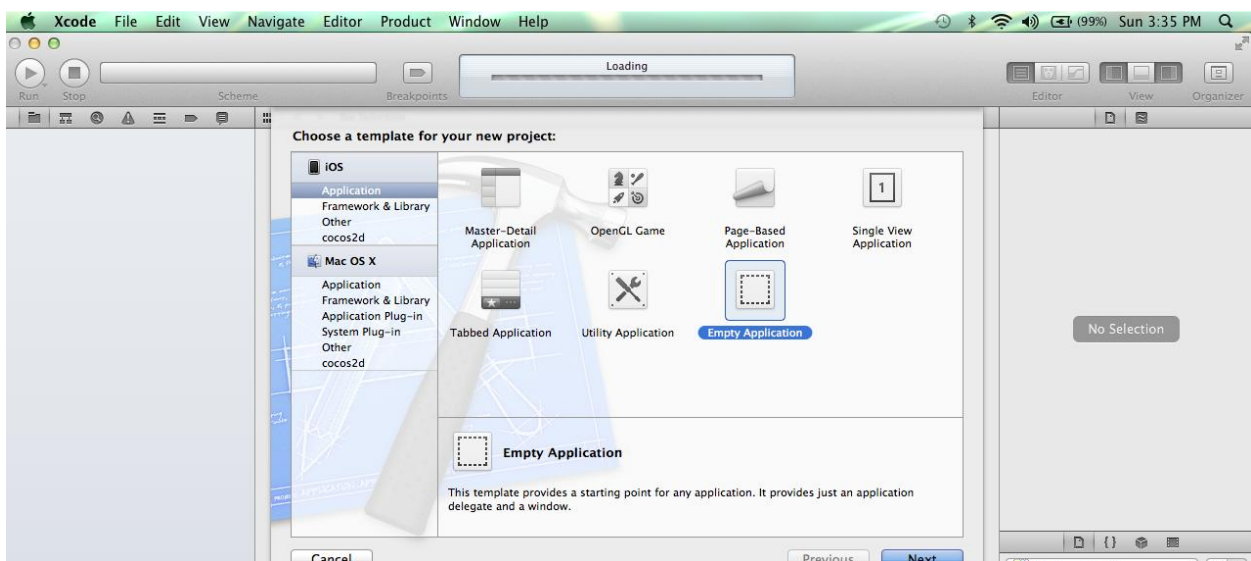 Xcode File Edit View Navigate Editor Product Window Help (99%) Sun 3:35 PM
Loading
Run Stop Scheme Breakpoints Editor View Organizer
Choose a template for your new project:
iOS
Application
Framework & Library
Other
cocos2d
Mac OS X
Application
Framework & Library
Application Plug-in
System Plug-in
Other
cocos2d
Master-Detail
Application
OpenGL Game
Page-Based
Application
1
Single View
Application
Tabbed Application
Utility Application
Empty Application
No Selection
Empty Application
This template provides a starting point for any application. It provides just an application
delegate and a window.
Cancel Previous Next
{}